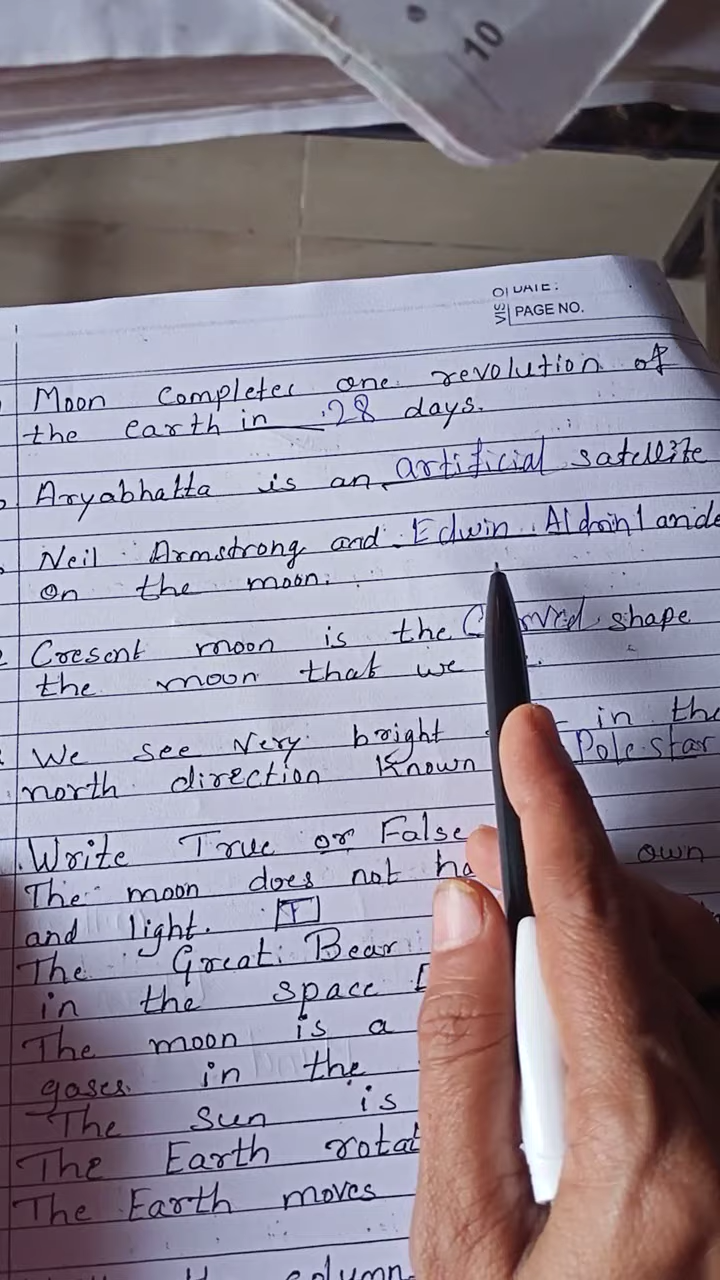 10
DATE:
PAGE NO.
Moon Completes one revolution of
the earth in 28 days.
Aryabhatta is an artificial satellite
Neil Armstrong and Edwin Aldrin lande
on the moon.
Cresent moon is the shape
the moon that we
We see very bright in the
north direction known Pole star
Write True or False
The moon does not ha own
and light. T
The Great Bear
in the space
The moon is a
gases in the
The Sun is
The Earth rotat
The Earth moves
column